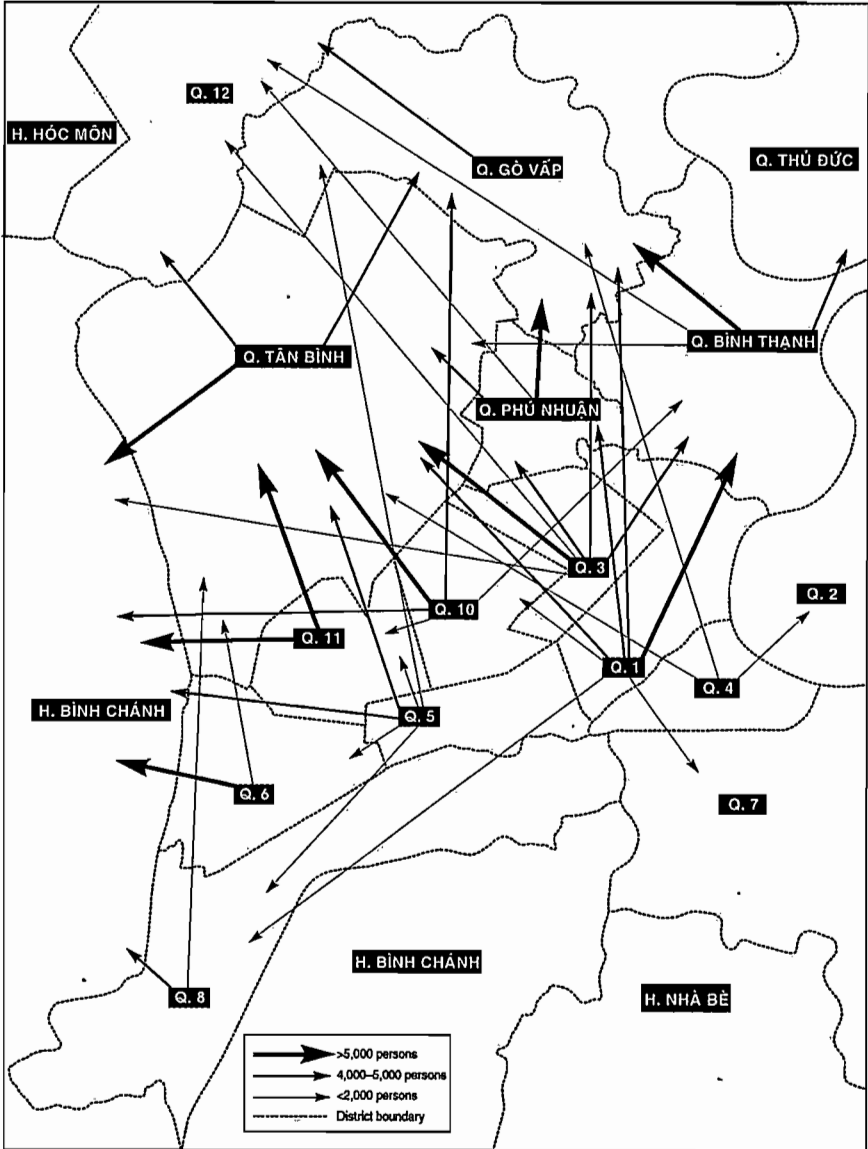 Q. 12
H. HÓC MÔN
Q. GÒ VẤP
Q. THỦ ĐỨC
Q. TÂN BÌNH
Q. BÌNH THẠNH
Q. PHÚ NHUẬN
Q. 3
Q. 2
Q. 10
Q. 11
Q. 1
Q. 4
H. BÌNH CHÁNH
Q. 5
Q. 6
Q. 7
H. BÌNH CHÁNH
Q. 8
H. NHÀ BÈ
>5,000 persons
4,000–5,000 persons
<2,000 persons
District boundary